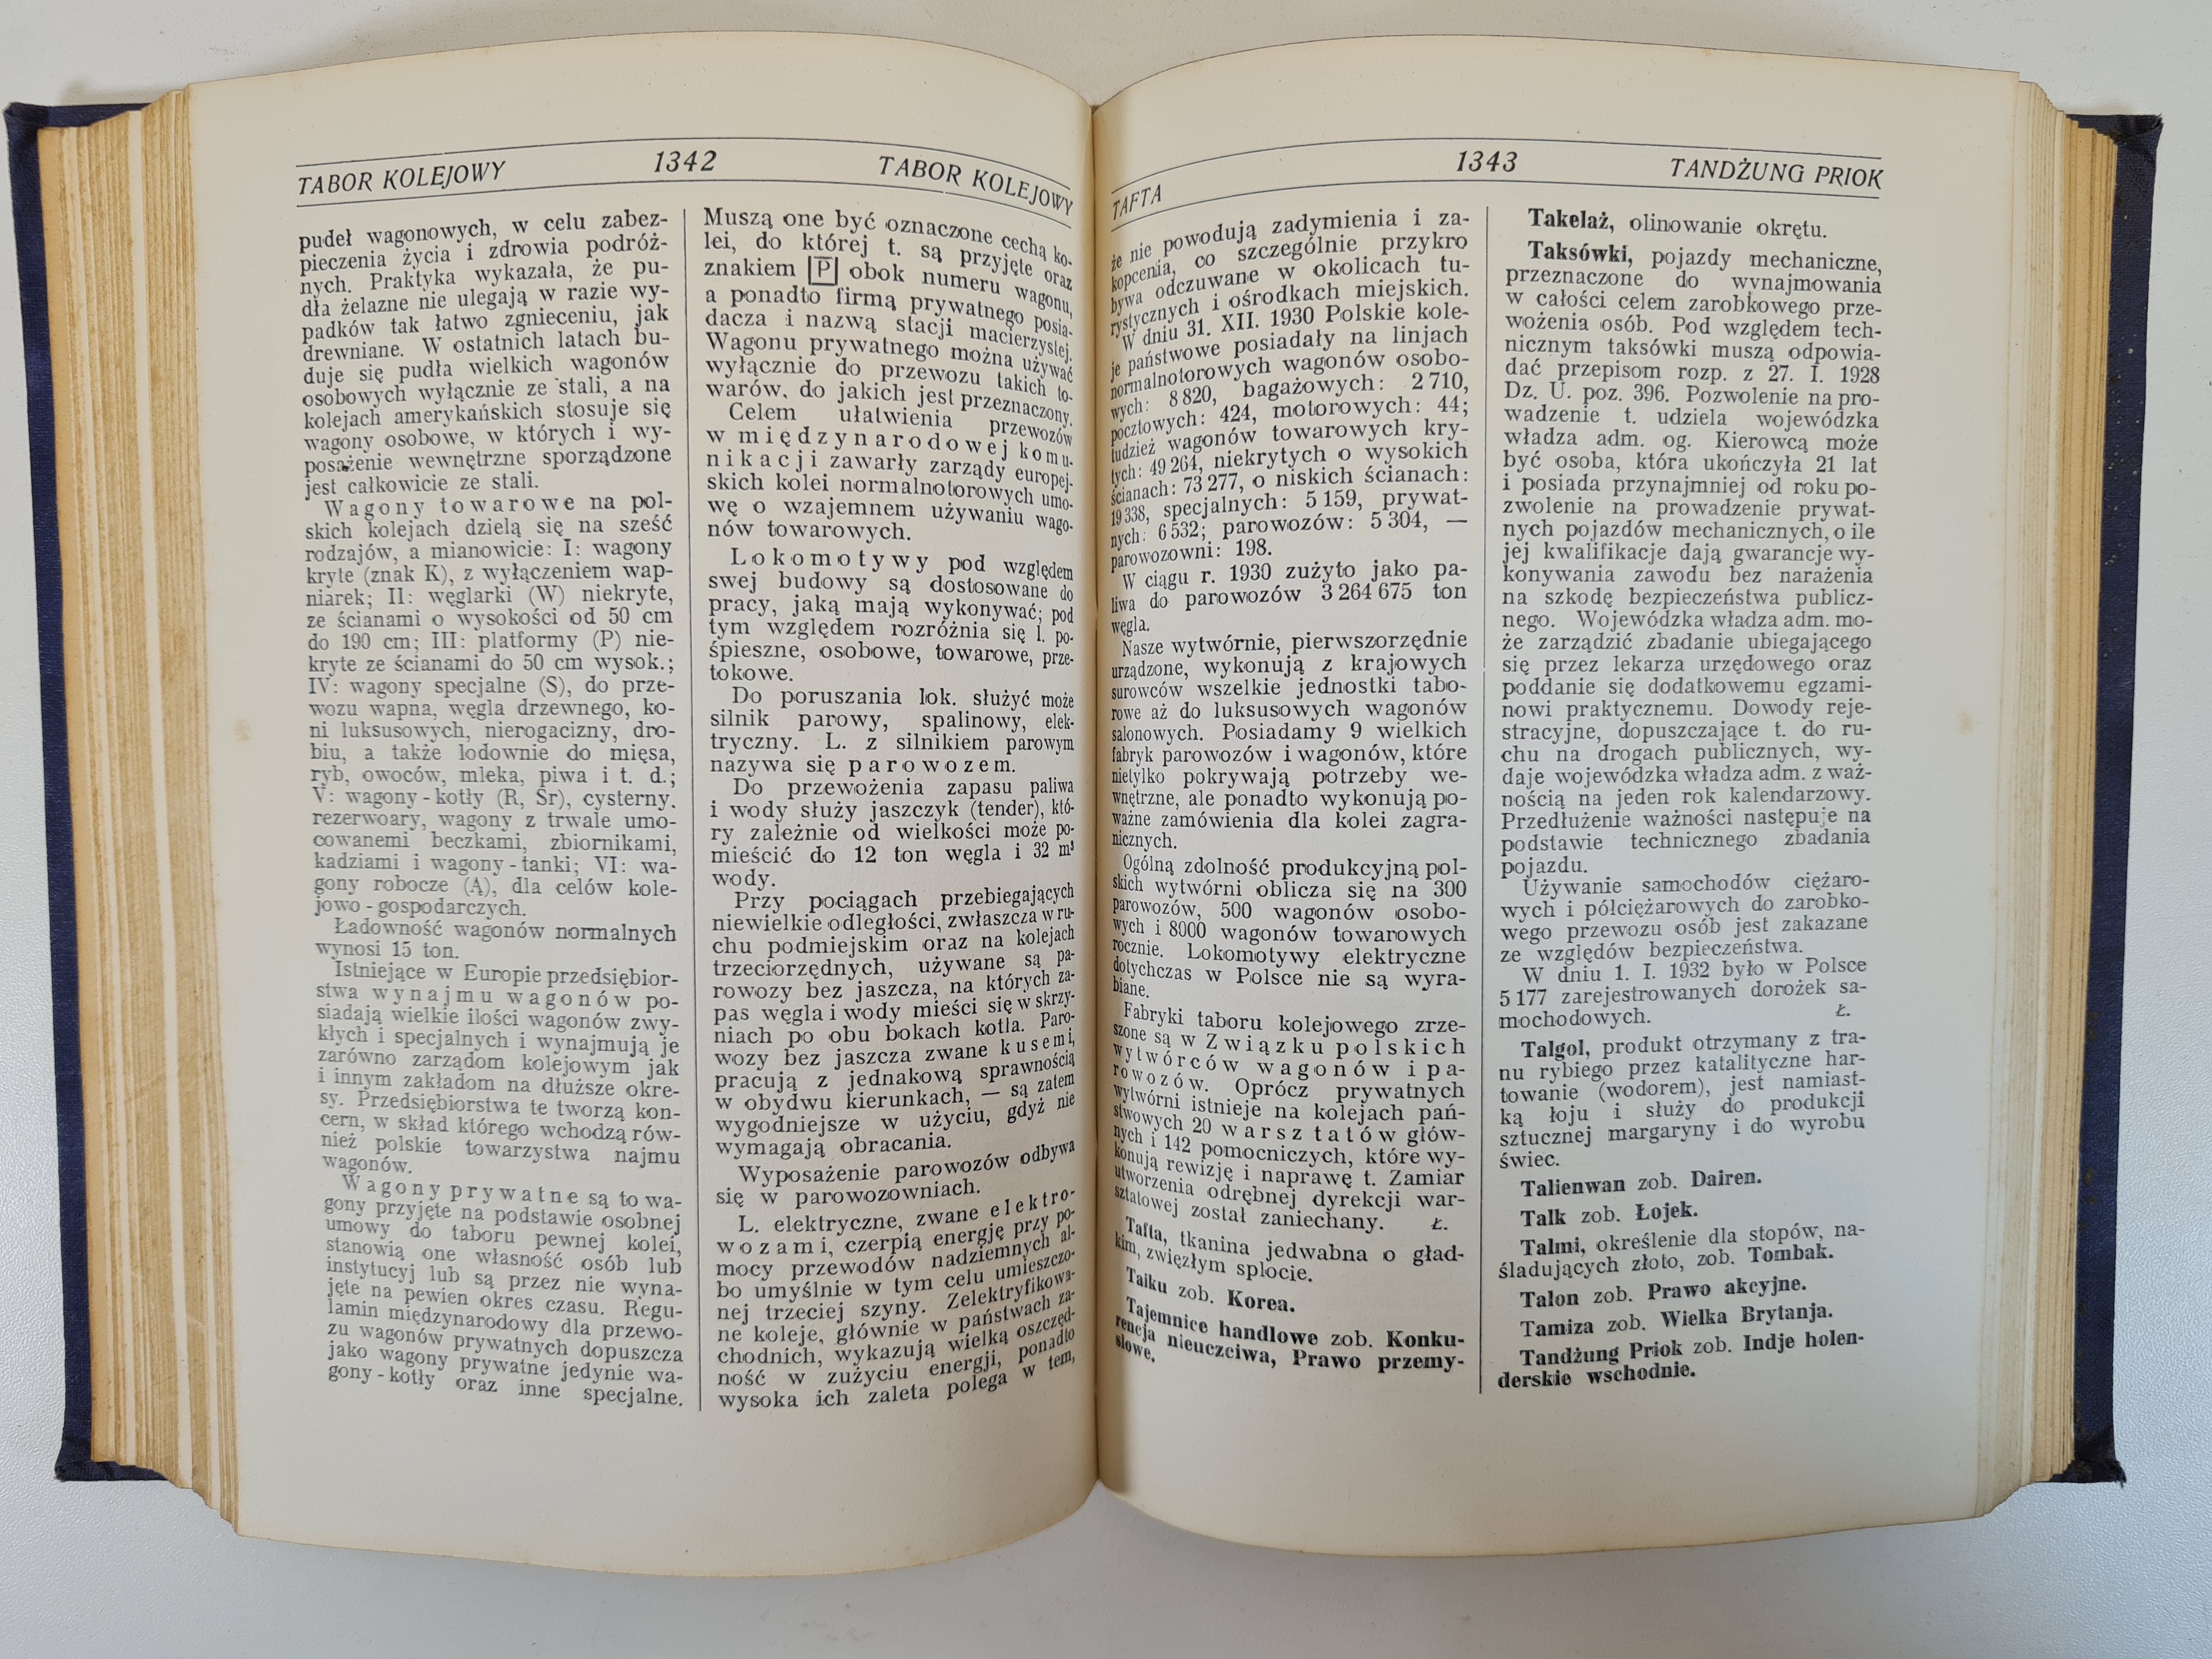 TABOR KOLEJOWY 1342 TABOR KOLEJOWY
pudeł wagonowych, w celu zabez-
pieczenia życia i zdrowia podróż-
nych. Praktyka wykazała, że pu-
dła żelazne nie ulegają w razie wy-
padków tak łatwo zgnieceniu, jak
drewniane. W ostatnich latach bu-
duje się pudła wielkich wagonów
osobowych wyłącznie ze stali, a na
kolejach amerykańskich stosuje się
wagony osobowe, w których i wy-
posażenie wewnętrzne sporządzone
jest całkowicie ze stali.
Wagony towarowe na pol-
skich kolejach dzielą się na sześć
rodzajów, a mianowicie: I: wagony
kryte (znak K), z wyłączeniem wap-
niarek; II: węglarki (W) niekryte,
ze ścianami o wysokości od 50 cm
do 190 cm; III: platformy (P) nie-
kryte ze ścianami do 50 cm wysok.;
IV: wagony specjalne (S), do prze-
wozu wapna, węgla drzewnego, ko-
ni luksusowych, nierogacizny, dro-
biu, a także lodownie do mięsa,
ryb, owoców, mleka, piwa i t. d.;
V: wagony-kotły (R, Sr), cysterny,
rezerwoary, wagony z trwale umo-
cowanemi beczkami, zbiornikami,
kadziami i wagony-tanki; VI: wa-
gony robocze (A), dla celów kole-
jowo-gospodarczych.
Ładowność wagonów normalnych
wynosi 15 ton.
Istniejące w Europie przedsiębior-
stwa wynajmu wagonów po-
siadają wielkie ilości wagonów zwy-
kłych i specjalnych i wynajmują je
zarówno zarządom kolejowym jak
i innym zakładom na dłuższe okre-
sy. Przedsiębiorstwa te tworzą kon-
cern, w skład którego wchodzą rów-
nież polskie towarzystwa najmu
wagonów.
Wagony prywatne są to wa-
gony przyjęte na podstawie osobnej
umowy do taboru pewnej kolei,
stanowią one własność osób lub
instytucyj lub są przez nie wyna-
jęte na pewien okres czasu. Regu-
lamin międzynarodowy dla przewo-
zu wagonów prywatnych dopuszcza
jako wagony prywatne jedynie wa-
gony-kotły oraz inne specjalne.
Muszą one być oznaczone cechą ko-
lei, do której t. są przyjęte oraz
znakiem P obok numeru wagonu,
a ponadto firmą prywatnego posia-
dacza i nazwą stacji macierzystej.
Wagonu prywatnego można używać
wyłącznie do przewozu takich to-
warów, do jakich jest przeznaczony.
Celem ułatwienia przewozów
w międzynarodowej komu-
nikacji zawarły zarządy europej-
skich kolei normalnotorowych umo-
wę o wzajemnem używaniu wago-
nów towarowych.
Lokomotywy pod względem
swej budowy są dostosowane do
pracy, jaką mają wykonywać; pod
tym względem rozróżnia się l. po-
śpieszne, osobowe, towarowe, prze-
tokowe.
Do poruszania lok. służyć może
silnik parowy, spalinowy, elek-
tryczny. L. z silnikiem parowym
nazywa się parowozem.
Do przewożenia zapasu paliwa
i wody służy jaszczyk (tender), któ-
ry zależnie od wielkości może po-
mieścić do 12 ton węgla i 32 m³
wody.
Przy pociągach przebiegających
niewielkie odległości, zwłaszcza w ru-
chu podmiejskim oraz na kolejach
trzeciorzędnych, używane są pa-
rowozy bez jaszcza, na których za-
pas węgla i wody mieści się w skrzy-
niach po obu bokach kotła. Paro-
wozy bez jaszcza zwane kusemi,
pracują z jednakową sprawnością
w obydwu kierunkach, — są zatem
wygodniejsze w użyciu, gdyż nie
wymagają obracania.
Wyposażenie parowozów odbywa
się w parowozowniach.
L. elektryczne, zwane elektro-
wozami, czerpią energję przy po-
mocy przewodów nadziemnych al-
bo umyślnie w tym celu umieszczo-
nej trzeciej szyny. Zelektryfikowa-
ne koleje, głównie w państwach za-
chodnich, wykazują wielką oszczęd-
ność w zużyciu energji, ponadto
wysoka ich zaleta polega w tem,
TAFTA 1343 TANDŻUNG PRIOK
że nie powodują zadymienia i za-
kopcenia, co szczególnie przykro
bywa odczuwane w okolicach tu-
rystycznych i ośrodkach miejskich.
W dniu 31. XII. 1930 Polskie kole-
je państwowe posiadały na linjach
normalnotorowych wagonów osobo-
wych: 8 820, bagażowych: 2 710,
pocztowych: 424, motorowych: 44;
tudzież wagonów towarowych kry-
tych: 49 264, niekrytych o wysokich
ścianach: 73 277, o niskich ścianach:
19 338, specjalnych: 5 159, prywat-
nych: 6 532; parowozów: 5 304, —
parowozowni: 198.
W ciągu r. 1930 zużyto jako pa-
liwa do parowozów 3 264 675 ton
węgla.
Nasze wytwórnie, pierwszorzędnie
urządzone, wykonują z krajowych
surowców wszelkie jednostki tabo-
rowe aż do luksusowych wagonów
salonowych. Posiadamy 9 wielkich
fabryk parowozów i wagonów, które
nietylko pokrywają potrzeby we-
wnętrzne, ale ponadto wykonują po-
ważne zamówienia dla kolei zagra-
nicznych.
Ogólną zdolność produkcyjną pol-
skich wytwórni oblicza się na 300
parowozów, 500 wagonów osobo-
wych i 8000 wagonów towarowych
rocznie. Lokomotywy elektryczne
dotychczas w Polsce nie są wyra-
biane.
Fabryki taboru kolejowego zrze-
szone są w Związku polskich
wytwórców wagonów i pa-
rowozów. Oprócz prywatnych
wytwórni istnieje na kolejach pań-
stwowych 20 warsztatów głów-
nych i 142 pomocniczych, które wy-
konują rewizję i naprawę t. Zamiar
utworzenia odrębnej dyrekcji war-
sztatowej został zaniechany. Ł.
Tafta, tkanina jedwabna o gład-
kim, zwięzłym splocie.
Taiku zob. Korea.
Tajemnice handlowe zob. Konku-
rencja nieuczciwa, Prawo przemy-
słowe.
Takelaż, olinowanie okrętu.
Taksówki, pojazdy mechaniczne,
przeznaczone do wynajmowania
w całości celem zarobkowego prze-
wożenia osób. Pod względem tech-
nicznym taksówki muszą odpowia-
dać przepisom rozp. z 27. I. 1928
Dz. U. poz. 396. Pozwolenie na pro-
wadzenie t. udziela wojewódzka
władza adm. og. Kierowcą może
być osoba, która ukończyła 21 lat
i posiada przynajmniej od roku po-
zwolenie na prowadzenie prywat-
nych pojazdów mechanicznych, o ile
jej kwalifikacje dają gwarancje wy-
konywania zawodu bez narażenia
na szkodę bezpieczeństwa publicz-
nego. Wojewódzka władza adm. mo-
że zarządzić zbadanie ubiegającego
się przez lekarza urzędowego oraz
poddanie się dodatkowemu egzami-
nowi praktycznemu. Dowody reje-
stracyjne, dopuszczające t. do ru-
chu na drogach publicznych, wy-
daje wojewódzka władza adm. z waż-
nością na jeden rok kalendarzowy.
Przedłużenie ważności następuje na
podstawie technicznego zbadania
pojazdu.
Używanie samochodów ciężaro-
wych i półciężarowych do zarobko-
wego przewozu osób jest zakazane
ze względów bezpieczeństwa.
W dniu 1. I. 1932 było w Polsce
5 177 zarejestrowanych dorożek sa-
mochodowych. Ł.
Talgol, produkt otrzymany z tra-
nu rybiego przez katalityczne har-
towanie (wodorem), jest namiast-
ką łoju i służy do produkcji
sztucznej margaryny i do wyrobu
świec.
Talienwan zob. Dairen.
Talk zob. Łojek.
Talmi, określenie dla stopów, na-
śladujących złoto, zob. Tombak.
Talon zob. Prawo akcyjne.
Tamiza zob. Wielka Brytanja.
Tandżung Priok zob. Indje holen-
derskie wschodnie.